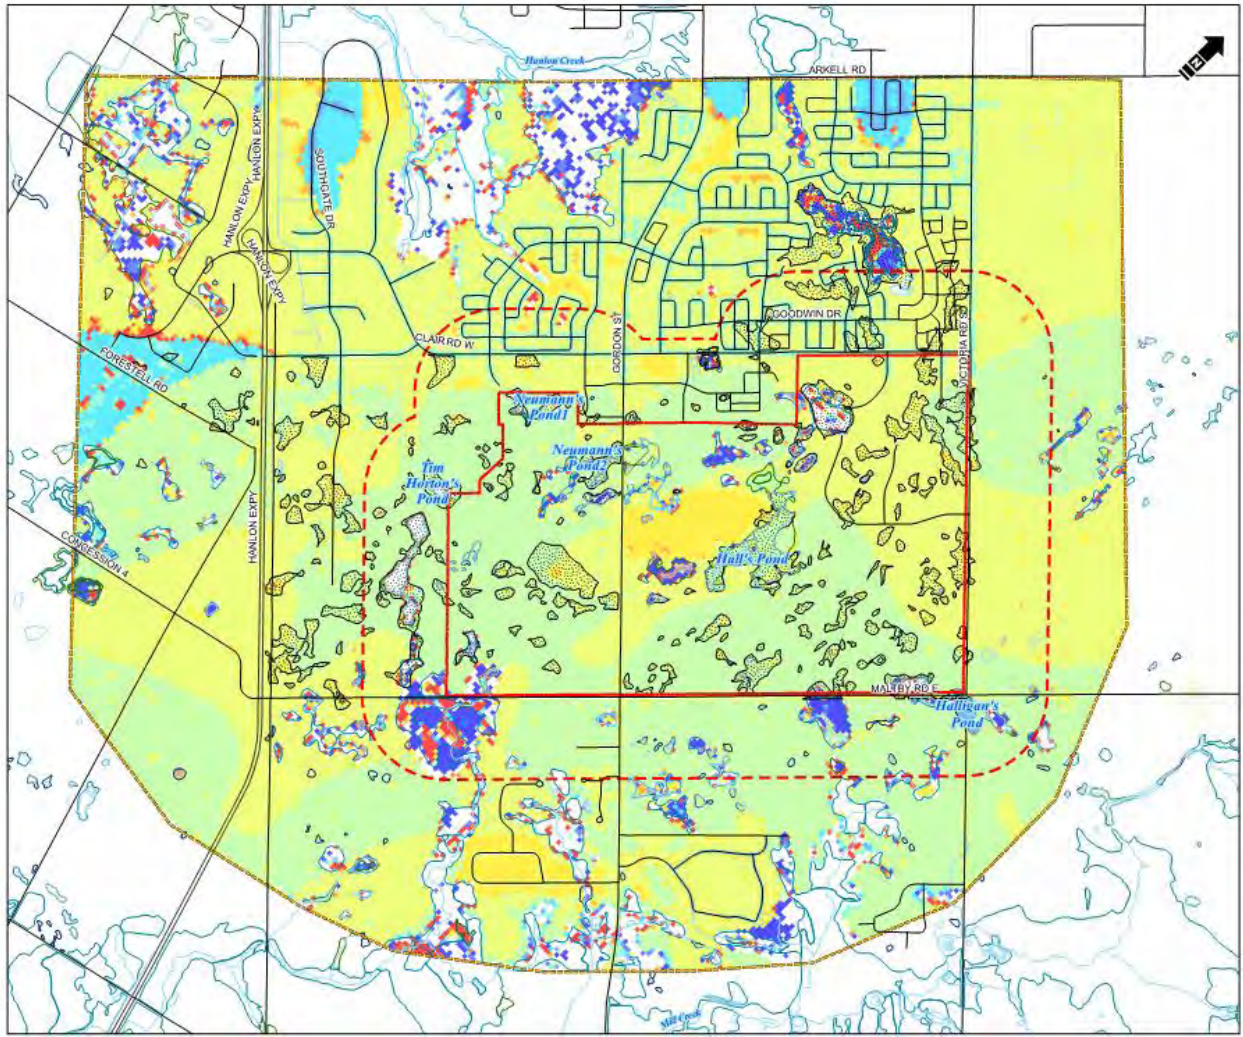 Hanlon Creek
ARKELL RD
N
HANLON EXPY
SOUTHGATE DR
HANLON EXPY
HANLON EXPY
GOODWIN DR
CLAIR RD W
GORDON ST
VICTORIA RD S
FORESTELL RD
Neumann's
Pond1
Neumann's
Pond2
Tim
Horton's
Pond
HANLON EXPY
CONCESSION 4
Hall's Pond
MALTBY RD E
Halligan's
Pond
Mill Creek